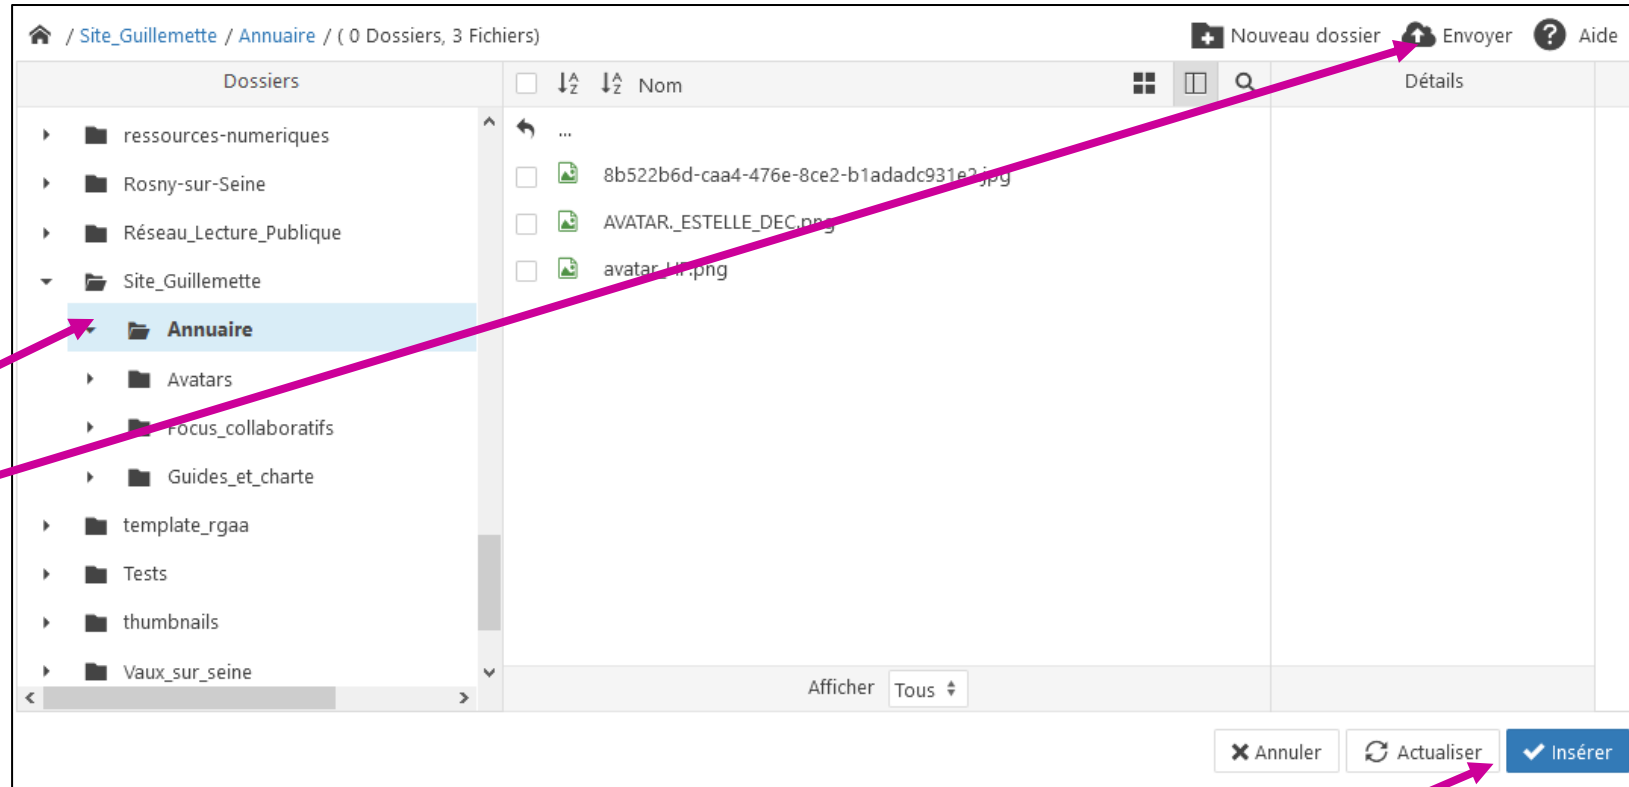 / Site_Guillemette / Annuaire / ( 0 Dossiers, 3 Fichiers)
Nouveau dossier Envoyer ? Aide
Dossiers
Nom
Détails
ressources-numeriques
Rosny-sur-Seine
Réseau_Lecture_Publique
Site_Guillemette
Annuaire
Avatars
Focus_collaboratifs
Guides_et_charte
template_rgaa
Tests
thumbnails
Vaux_sur_seine
...
8b522b6d-caa4-476e-8ce2-b1adadc931e2.jpg
AVATAR._ESTELLE_DEC.png
Afficher Tous
Annuler Actualiser Insérer